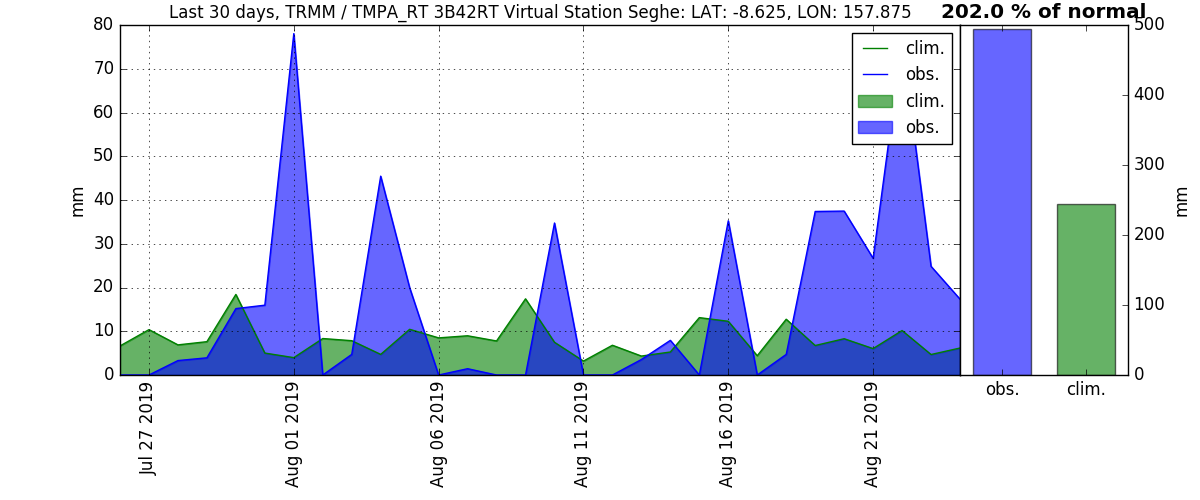 Last 30 days, TRMM / TMPA_RT 3B42RT Virtual Station Seghe: LAT: -8.625, LON: 157.875
202.0 % of normal
80
70
60
50
40
30
20
10
0
mm
clim.
obs.
clim.
obs.
Jul 27 2019
Aug 01 2019
Aug 06 2019
Aug 11 2019
Aug 16 2019
Aug 21 2019
500
400
300
200
100
0
mm
obs.
clim.